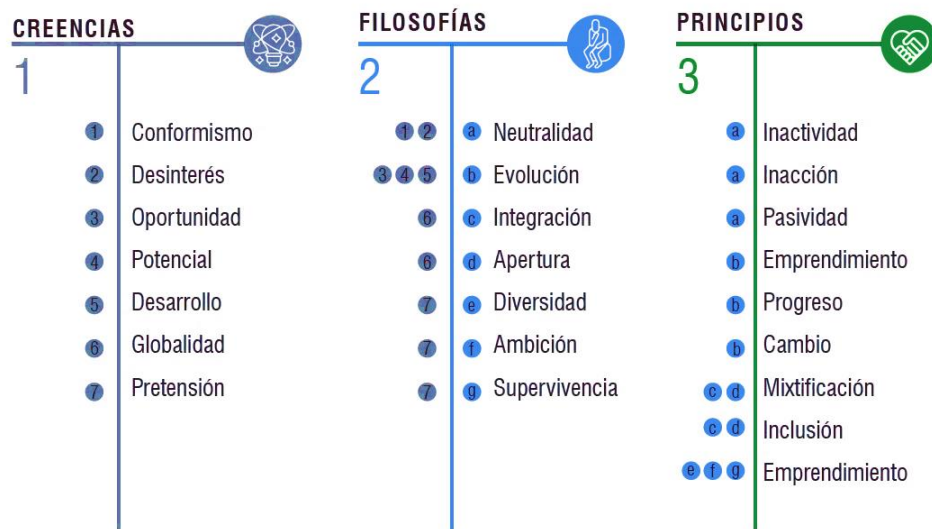 CREENCIAS
1
1 Conformismo
2 Desinterés
3 Oportunidad
4 Potencial
5 Desarrollo
6 Globalidad
7 Pretensión
FILOSOFÍAS
2
1 2 a Neutralidad
3 4 5 b Evolución
6 c Integración
6 d Apertura
7 e Diversidad
7 f Ambición
7 g Supervivencia
PRINCIPIOS
3
a Inactividad
a Inacción
a Pasividad
b Emprendimiento
b Progreso
b Cambio
c d Mixtificación
c d Inclusión
e f g Emprendimiento